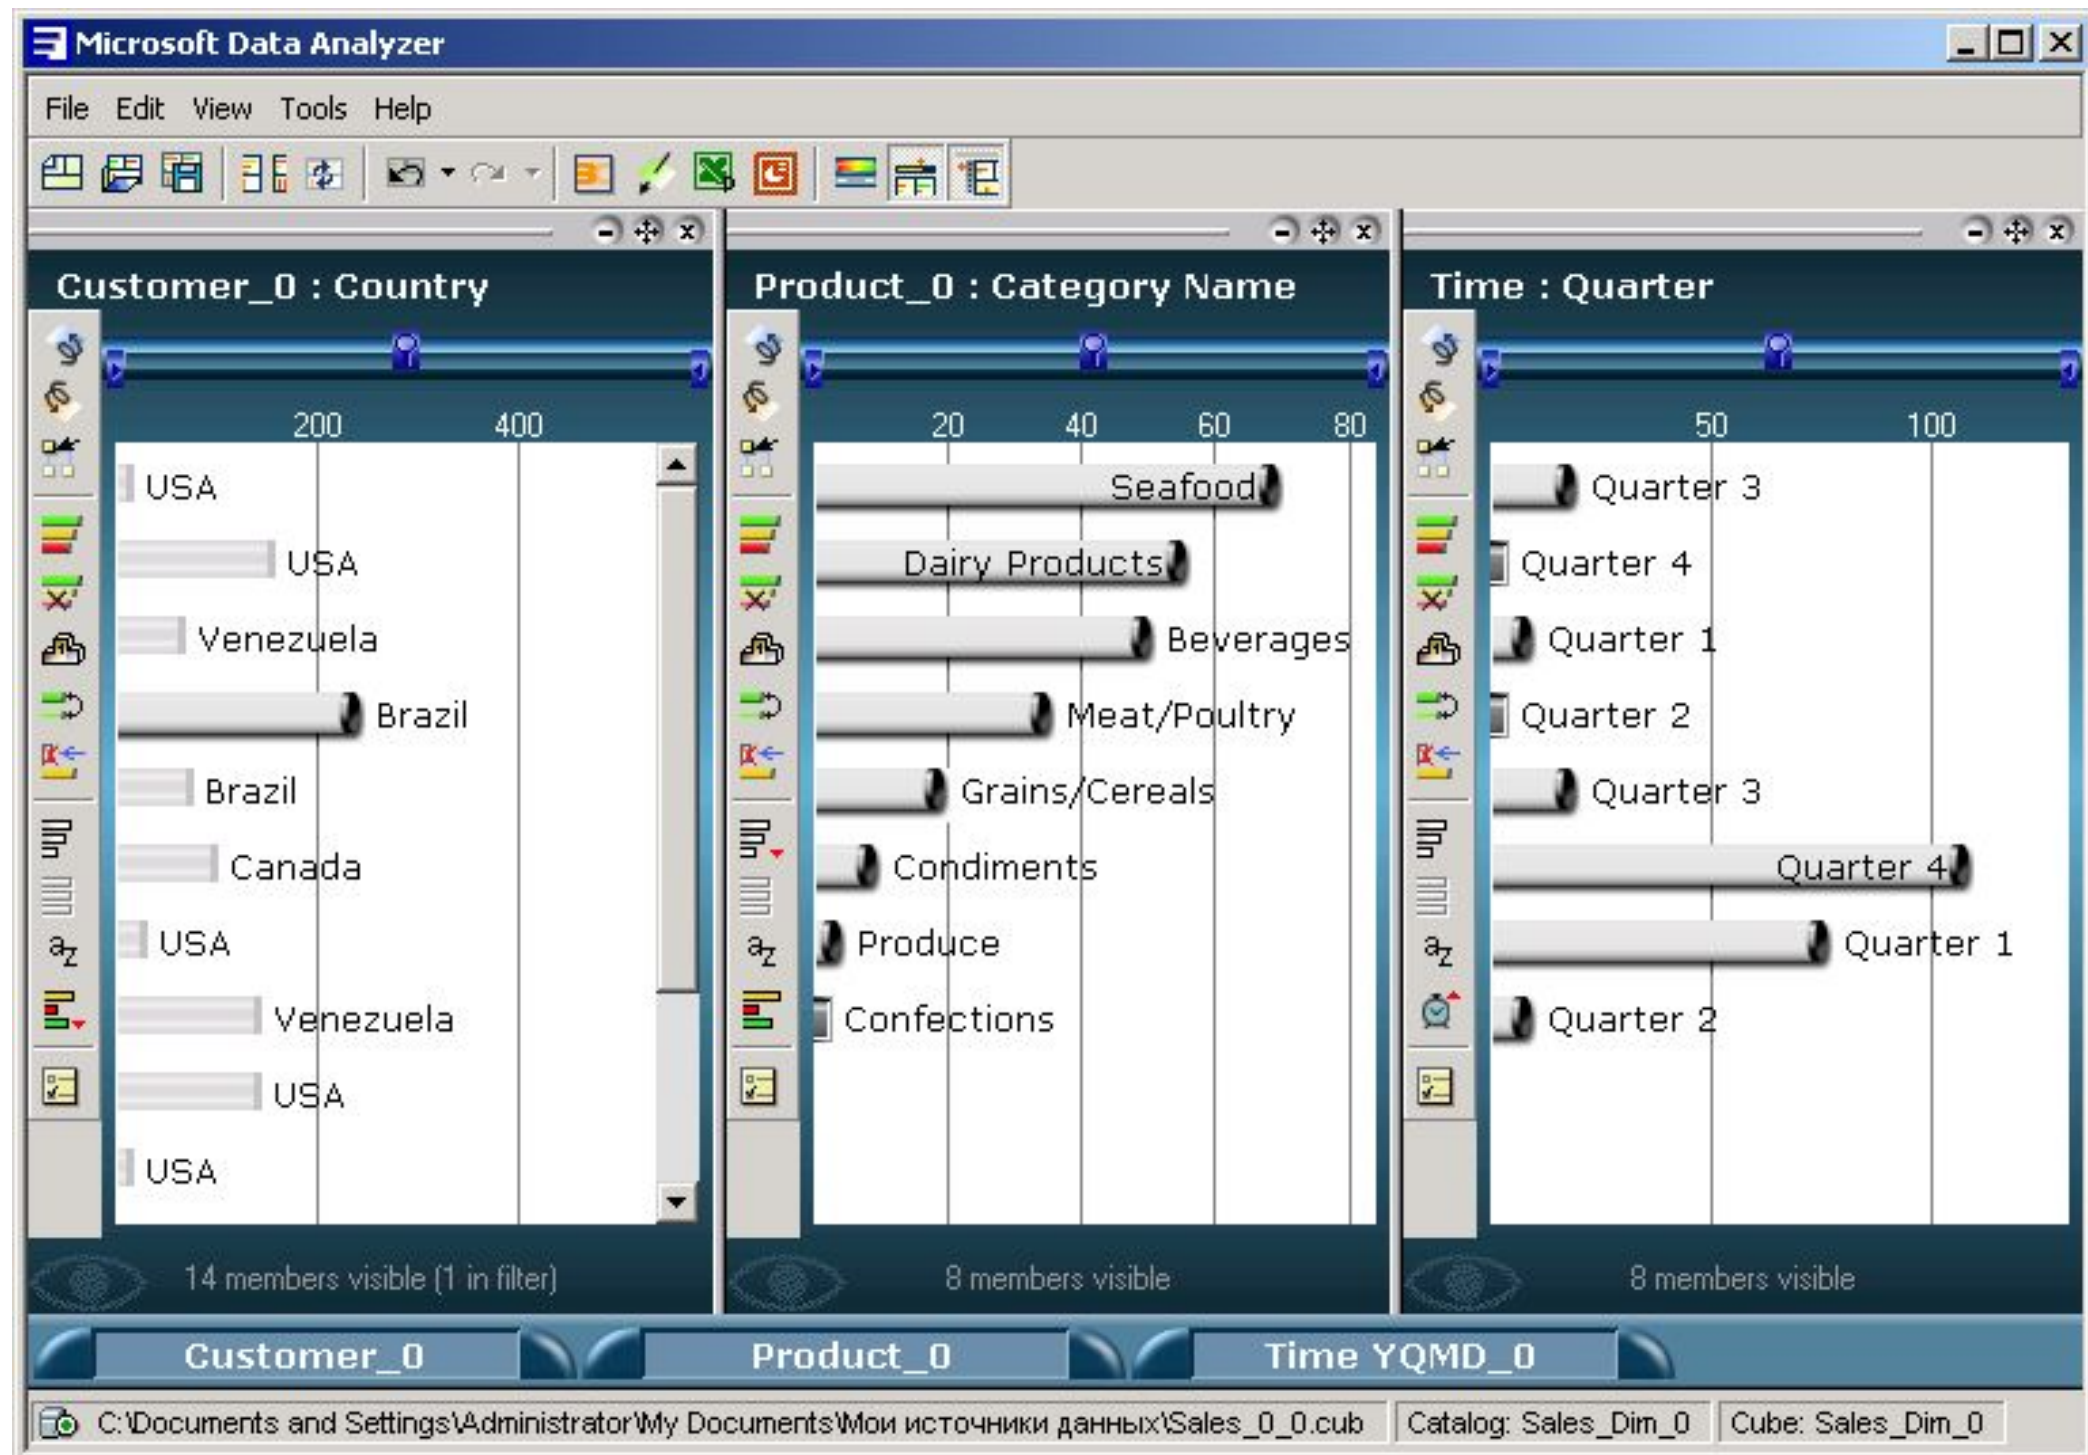 Microsoft Data Analyzer
File Edit View Tools Help
Customer_0 : Country
200 400
USA
USA
Venezuela
Brazil
Brazil
Canada
USA
Venezuela
USA
USA
14 members visible (1 in filter)
Product_0 : Category Name
20 40 60 80
Seafood
Dairy Products
Beverages
Meat/Poultry
Grains/Cereals
Condiments
Produce
Confections
8 members visible
Time : Quarter
50 100
Quarter 3
Quarter 4
Quarter 1
Quarter 2
Quarter 3
Quarter 4
Quarter 1
Quarter 2
8 members visible
Customer_0 Product_0 Time YQMD_0
C:\Documents and Settings\Administrator\My Documents\Мои источники данных\Sales_0_0.cub Catalog: Sales_Dim_0 Cube: Sales_Dim_0